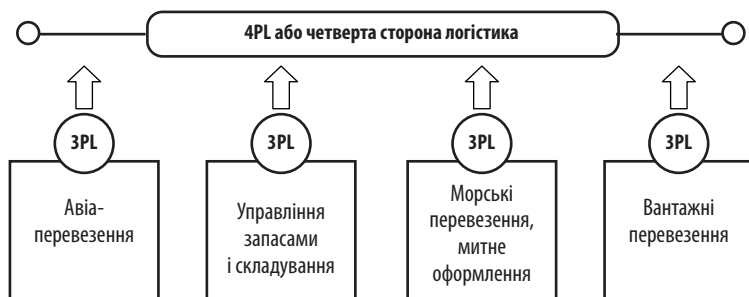 4PL або четверта сторона логістика
3PL
3PL
3PL
3PL
Авіа-
перевезення
Управління
запасами
і складування
Морські
перевезення,
митне
оформлення
Вантажні
перевезення